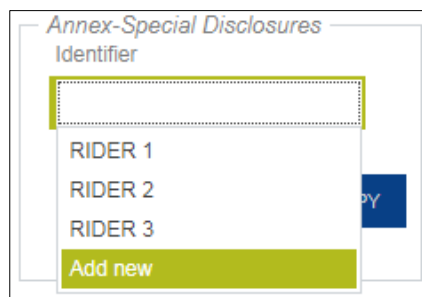 Annex-Special Disclosures
Identifier
RIDER 1
RIDER 2
RIDER 3
Add new